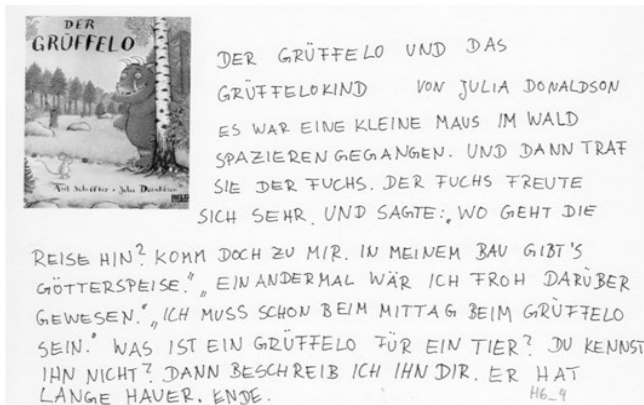 DER
GRÜFFELO
Axel Scheffler · Julia Donaldson
DER GRÜFFELO UND DAS
GRÜFFELOKIND VON JULIA DONALDSON
ES WAR EINE KLEINE MAUS IM WALD
SPAZIEREN GEGANGEN. UND DANN TRAF
SIE DER FUCHS. DER FUCHS FREUTE
SICH SEHR. UND SAGTE: „WO GEHT DIE
REISE HIN? KOMM DOCH ZU MIR. IN MEINEM BAU GIBT'S
GÖTTERSPEISE.“ „EIN ANDERMAL WÄR ICH FROH DARÜBER
GEWESEN.“ „ICH MUSS SCHON BEIM MITTAG BEIM GRÜFFELO
SEIN.“ WAS IST EIN GRÜFFELO FÜR EIN TIER? DU KENNST
IHN NICHT? DANN BESCHREIB ICH IHN DIR. ER HAT
LANGE HAUER. ENDE.
H6_4